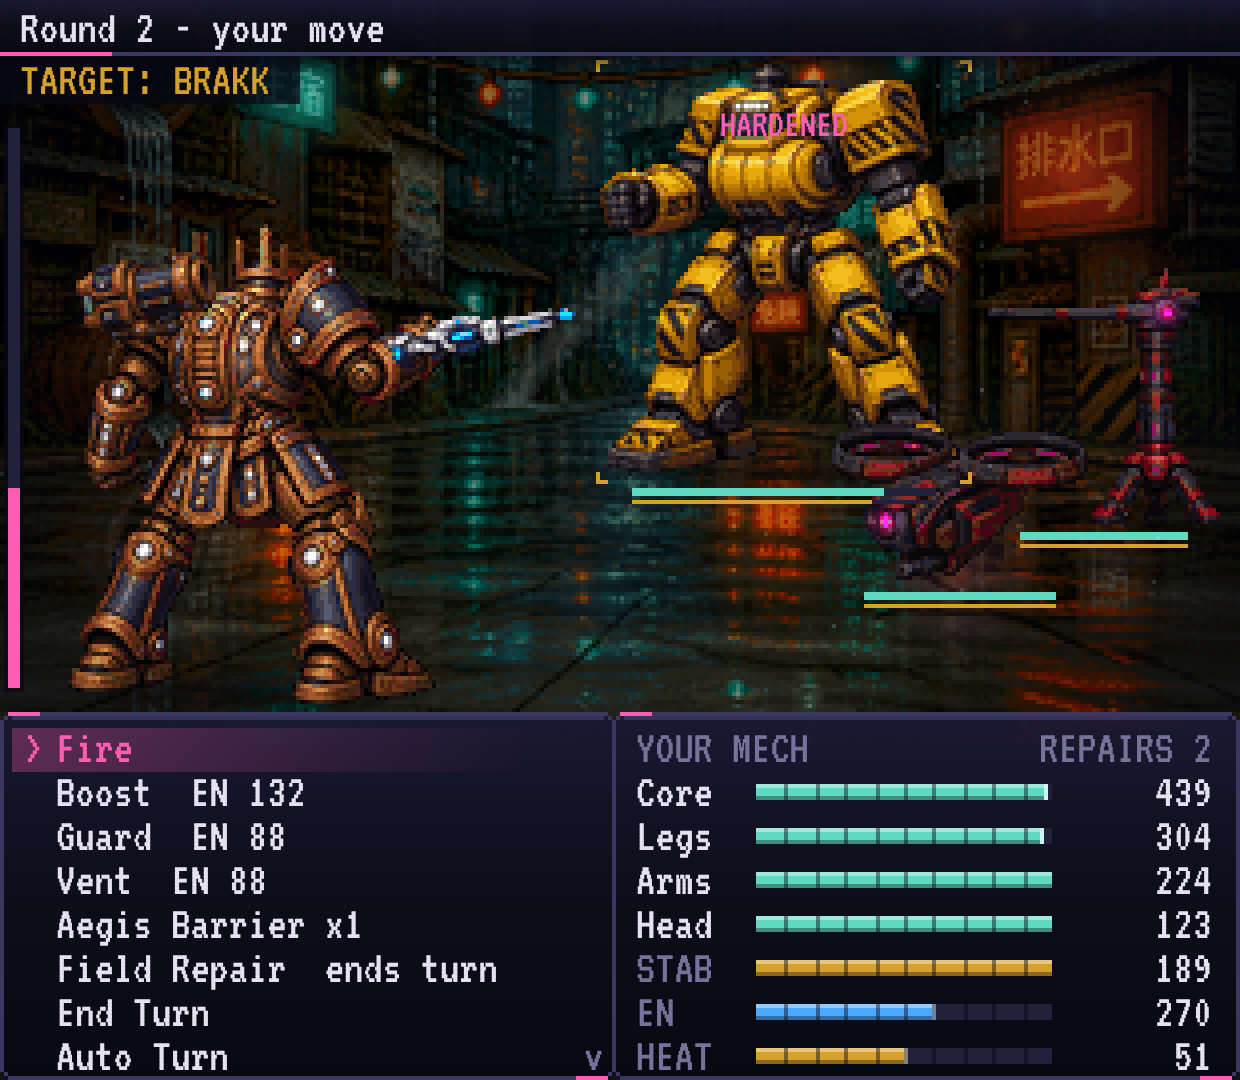 Round 2 - your move
TARGET: BRAKK
HARDENED
排水口
> Fire
Boost EN 132
Guard EN 88
Vent EN 88
Aegis Barrier x1
Field Repair ends turn
End Turn
Auto Turn v
YOUR MECH REPAIRS 2
Core 439
Legs 304
Arms 224
Head 123
STAB 189
EN 270
HEAT 51